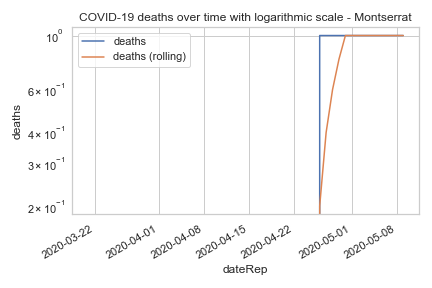 COVID-19 deaths over time with logarithmic scale - Montserrat
deaths
deaths (rolling)
10⁰
6 × 10⁻¹
4 × 10⁻¹
3 × 10⁻¹
2 × 10⁻¹
deaths
2020-03-22
2020-04-01
2020-04-08
2020-04-15
2020-04-22
2020-05-01
2020-05-08
dateRep